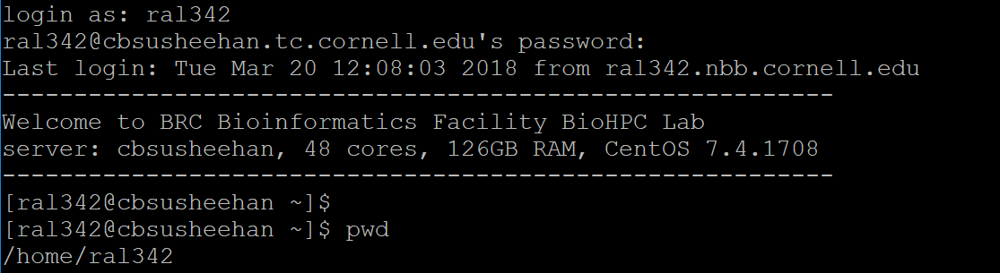 login as: ral342
ral342@cbsusheehan.tc.cornell.edu's password:
Last login: Tue Mar 20 12:08:03 2018 from ral342.nbb.cornell.edu
----------------------------------------------------------
Welcome to BRC Bioinformatics Facility BioHPC Lab
server: cbsusheehan, 48 cores, 126GB RAM, CentOS 7.4.1708
----------------------------------------------------------
[ral342@cbsusheehan ~]$
[ral342@cbsusheehan ~]$ pwd
/home/ral342